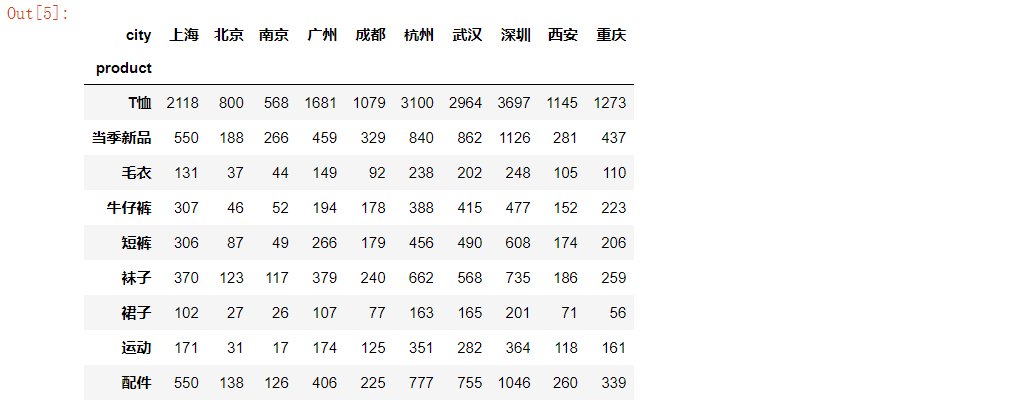 Out[5]:
city 上海 北京 南京 广州 成都 杭州 武汉 深圳 西安 重庆
product
T恤 2118 800 568 1681 1079 3100 2964 3697 1145 1273
当季新品 550 188 266 459 329 840 862 1126 281 437
毛衣 131 37 44 149 92 238 202 248 105 110
牛仔裤 307 46 52 194 178 388 415 477 152 223
短裤 306 87 49 266 179 456 490 608 174 206
袜子 370 123 117 379 240 662 568 735 186 259
裙子 102 27 26 107 77 163 165 201 71 56
运动 171 31 17 174 125 351 282 364 118 161
配件 550 138 126 406 225 777 755 1046 260 339